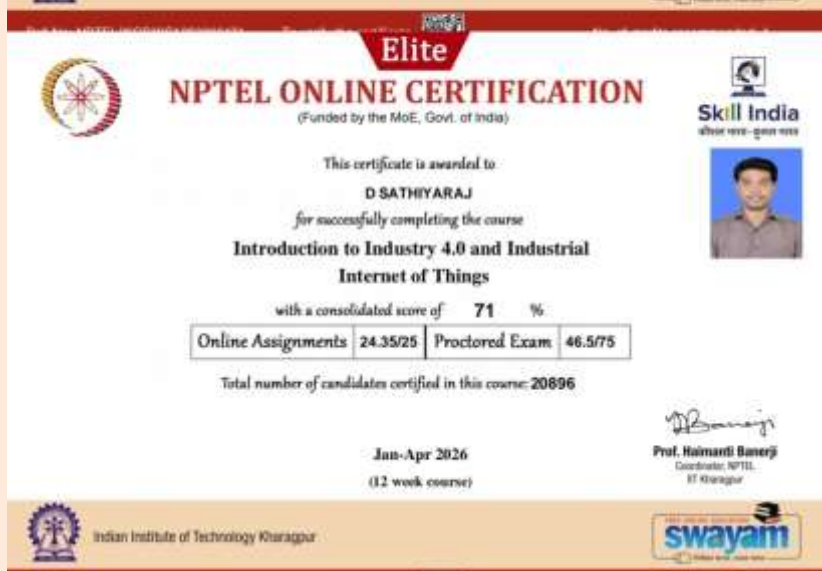 Elite
NPTEL ONLINE CERTIFICATION
(Funded by the MoE, Govt. of India)
Skill India
कौशल भारत - कुशल भारत
This certificate is awarded to
D SATHIYARAJ
for successfully completing the course
Introduction to Industry 4.0 and Industrial
Internet of Things
with a consolidated score of 71 %
Online Assignments 24.35/25 Proctored Exam 46.5/75
Total number of candidates certified in this course: 20896
Jan-Apr 2026
(12 week course)
Prof. Haimanti Banerji
Coordinator, NPTEL
IIT Kharagpur
Indian Institute of Technology Kharagpur
swayam